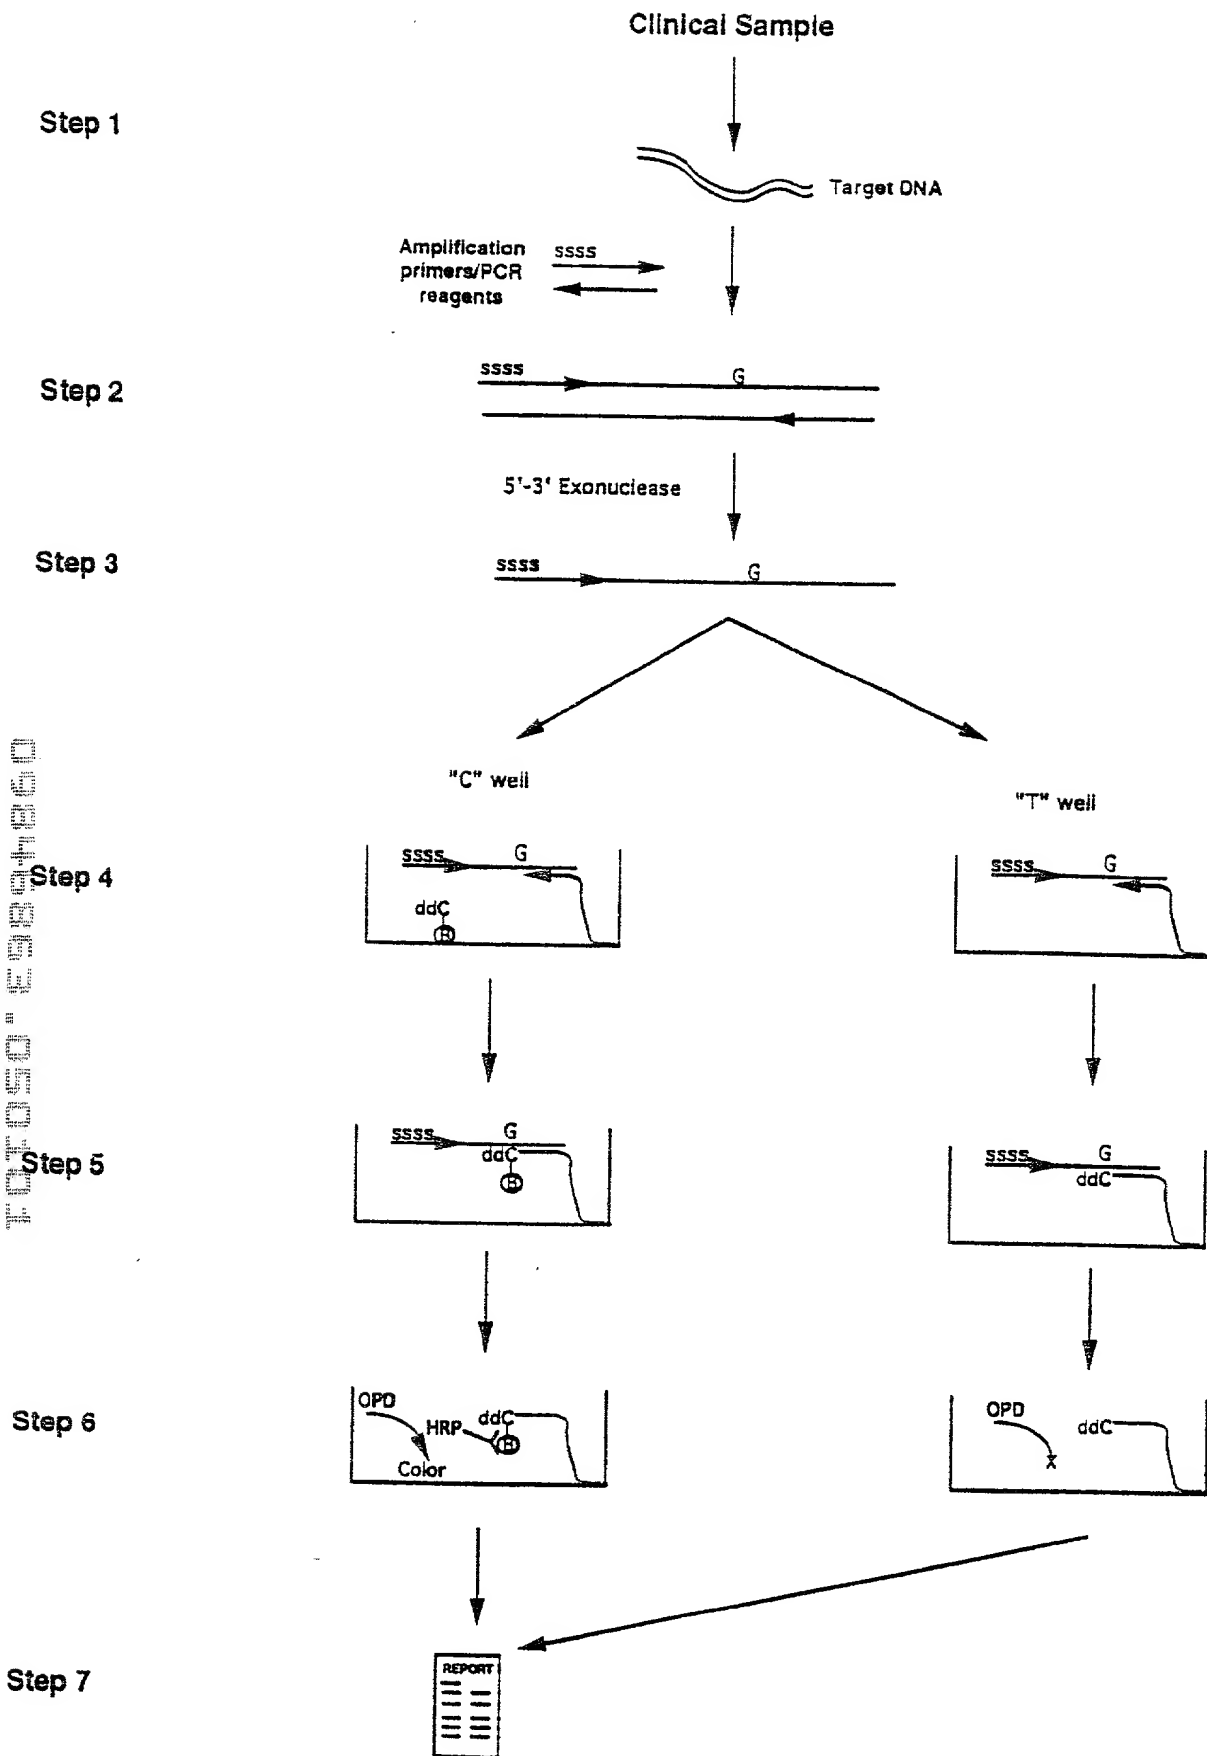 Clinical Sample
Step 1
Target DNA
Amplification
primers/PCR
reagents
ssss
Step 2
ssss
G
5'-3' Exonuclease
Step 3
ssss
G
"C" well
"T" well
Step 4
ssss
G
ddC
B
ssss
G
Step 5
ssss
G
ddC
B
ssss
G
ddC
Step 6
OPD
HRP
ddC
B
Color
OPD
ddC
X
Step 7
REPORT